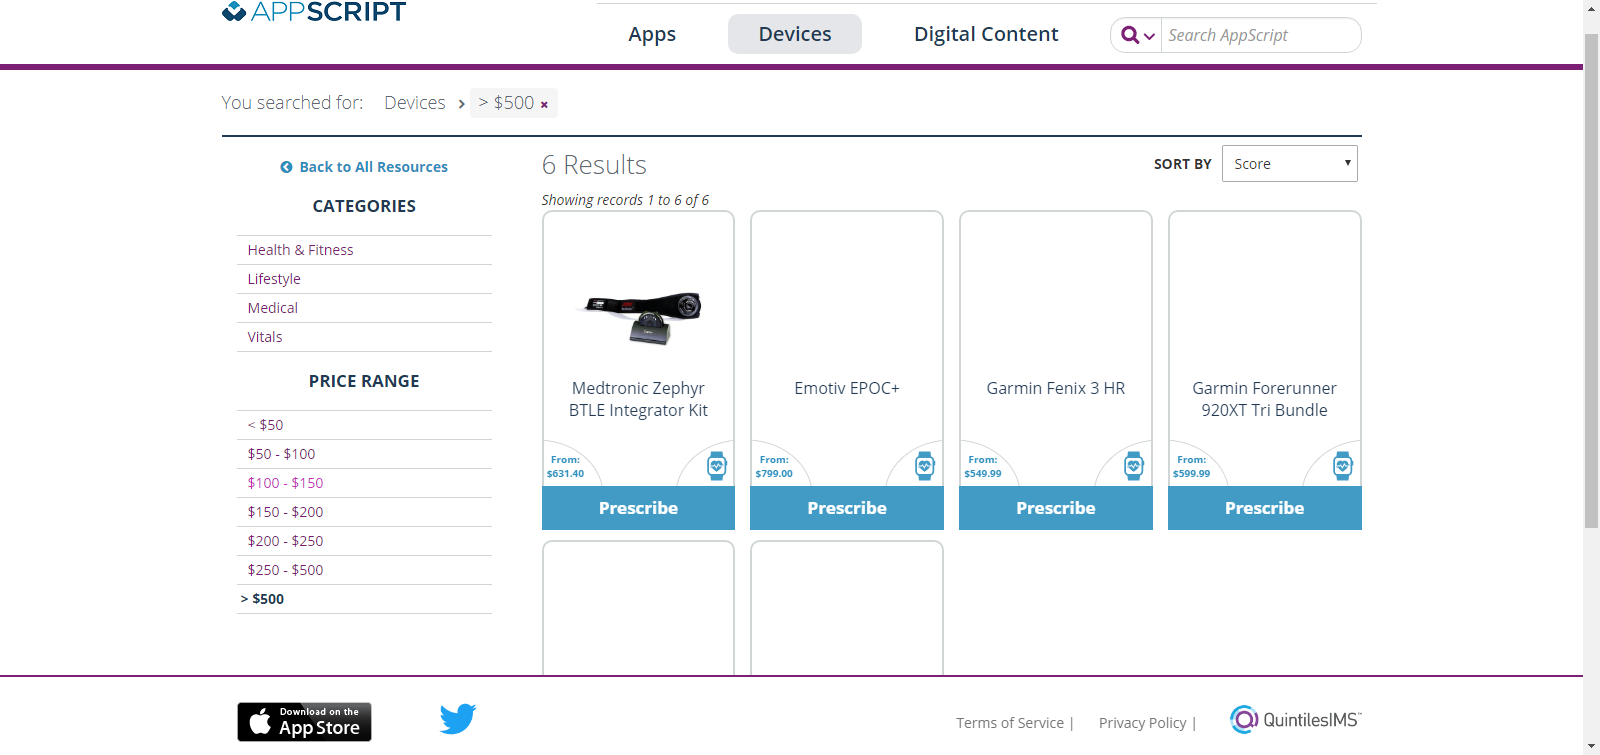 APPSCRIPT
Apps
Devices
Digital Content
Search AppScript
You searched for:
Devices
> $500 ×
Back to All Resources
CATEGORIES
Health & Fitness
Lifestyle
Medical
Vitals
PRICE RANGE
< $50
$50 - $100
$100 - $150
$150 - $200
$200 - $250
$250 - $500
> $500
6 Results
SORT BY
Score
Showing records 1 to 6 of 6
Medtronic Zephyr
BTLE Integrator Kit
From:
$631.40
Prescribe
Emotiv EPOC+
From:
$799.00
Prescribe
Garmin Fenix 3 HR
From:
$549.99
Prescribe
Garmin Forerunner
920XT Tri Bundle
From:
$599.99
Prescribe
Download on the
App Store
Terms of Service |
Privacy Policy |
QuintilesIMS™